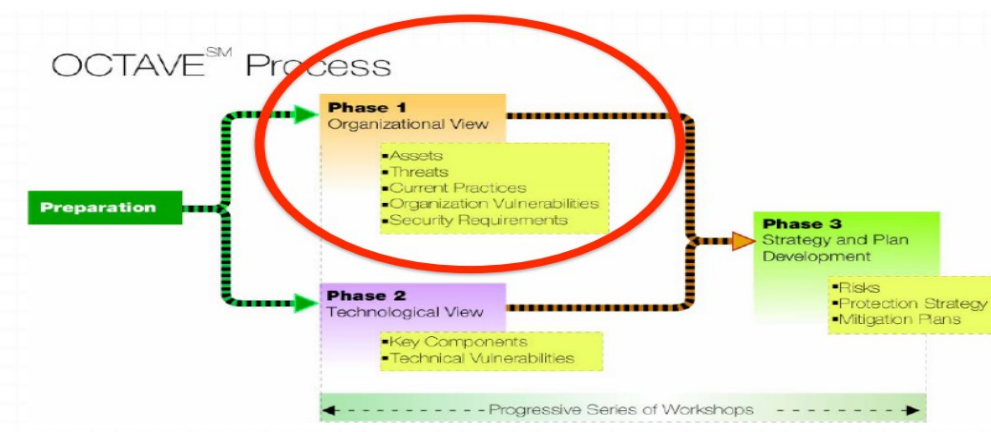 OCTAVE℠ Process
Phase 1
Organizational View
▪Assets
▪Threats
▪Current Practices
▪Organization Vulnerabilities
▪Security Requirements
Preparation
Phase 2
Technological View
▪Key Components
▪Technical Vulnerabilities
Phase 3
Strategy and Plan
Development
▪Risks
▪Protection Strategy
▪Mitigation Plans
Progressive Series of Workshops